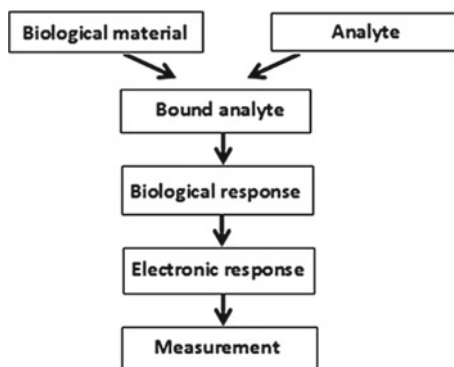 Biological material
Analyte
Bound analyte
Biological response
Electronic response
Measurement